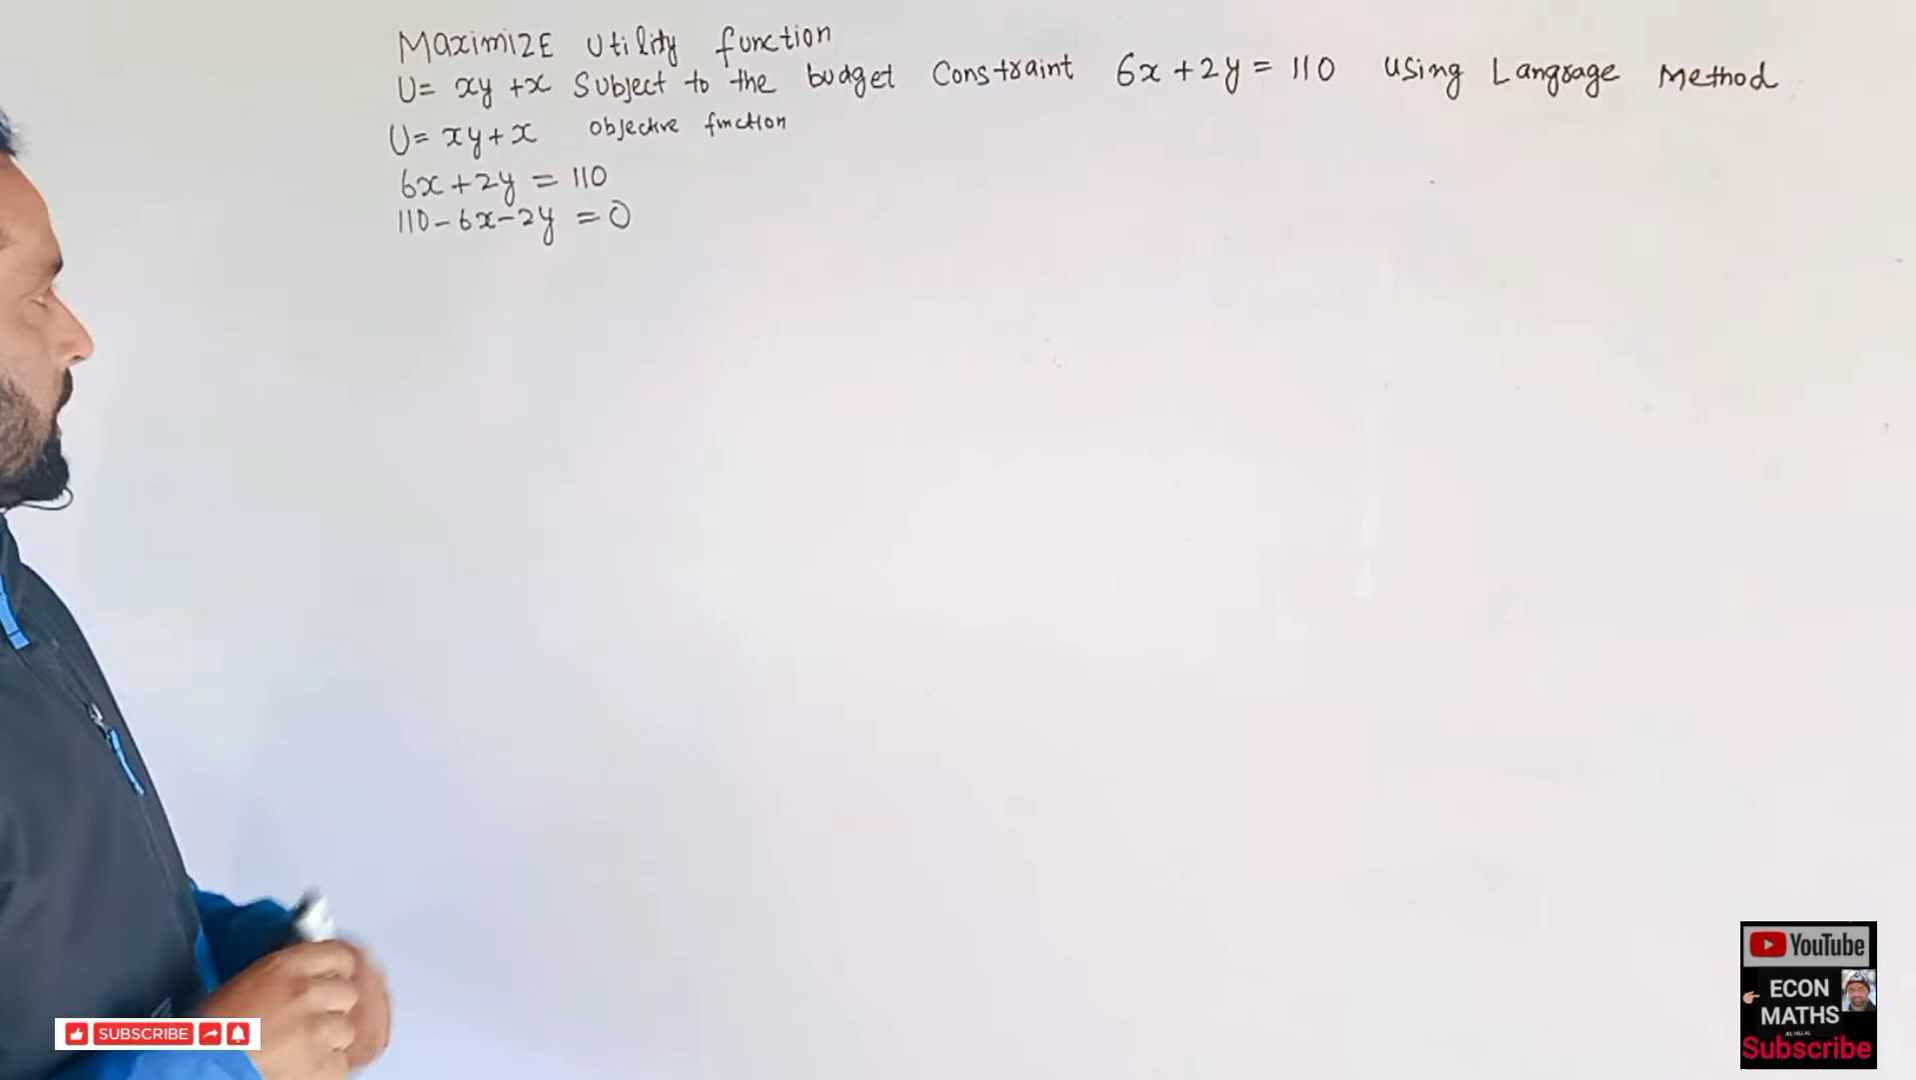 Maximize Utility function
U= xy +x Subject to the budget Constraint 6x +2y = 110 Using Langrage Method
U= xy+x objective function
6x+2y = 110
110-6x-2y = 0
SUBSCRIBE
YouTube
ECON
MATHS
Subscribe